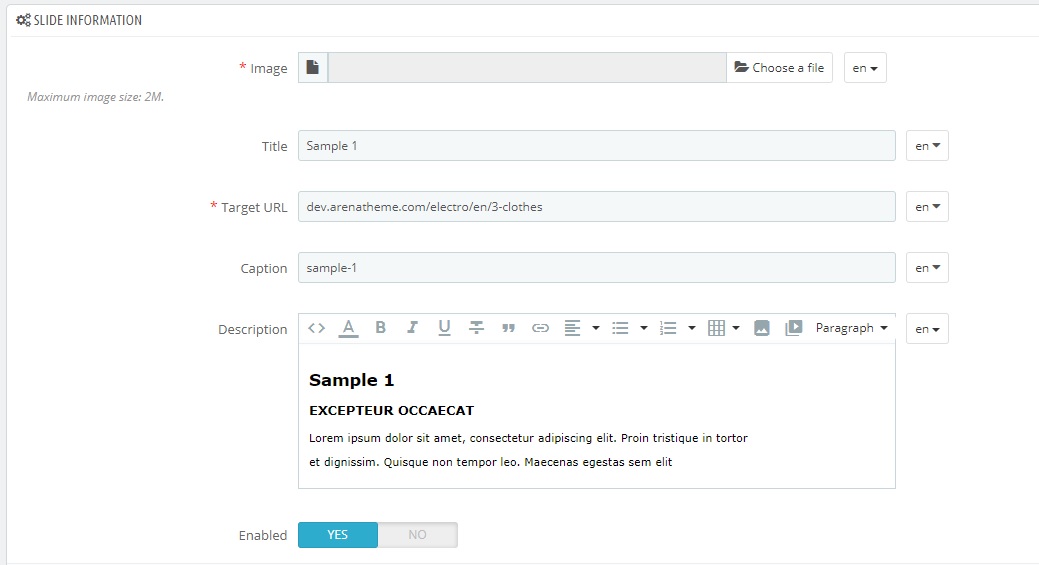 SLIDE INFORMATION
* Image Choose a file en
Maximum image size: 2M.
Title Sample 1 en
* Target URL dev.arenatheme.com/electro/en/3-clothes en
Caption sample-1 en
Description A B I U Paragraph en
Sample 1
EXCEPTEUR OCCAECAT
Lorem ipsum dolor sit amet, consectetur adipiscing elit. Proin tristique in tortor
et dignissim. Quisque non tempor leo. Maecenas egestas sem elit
Enabled YES NO